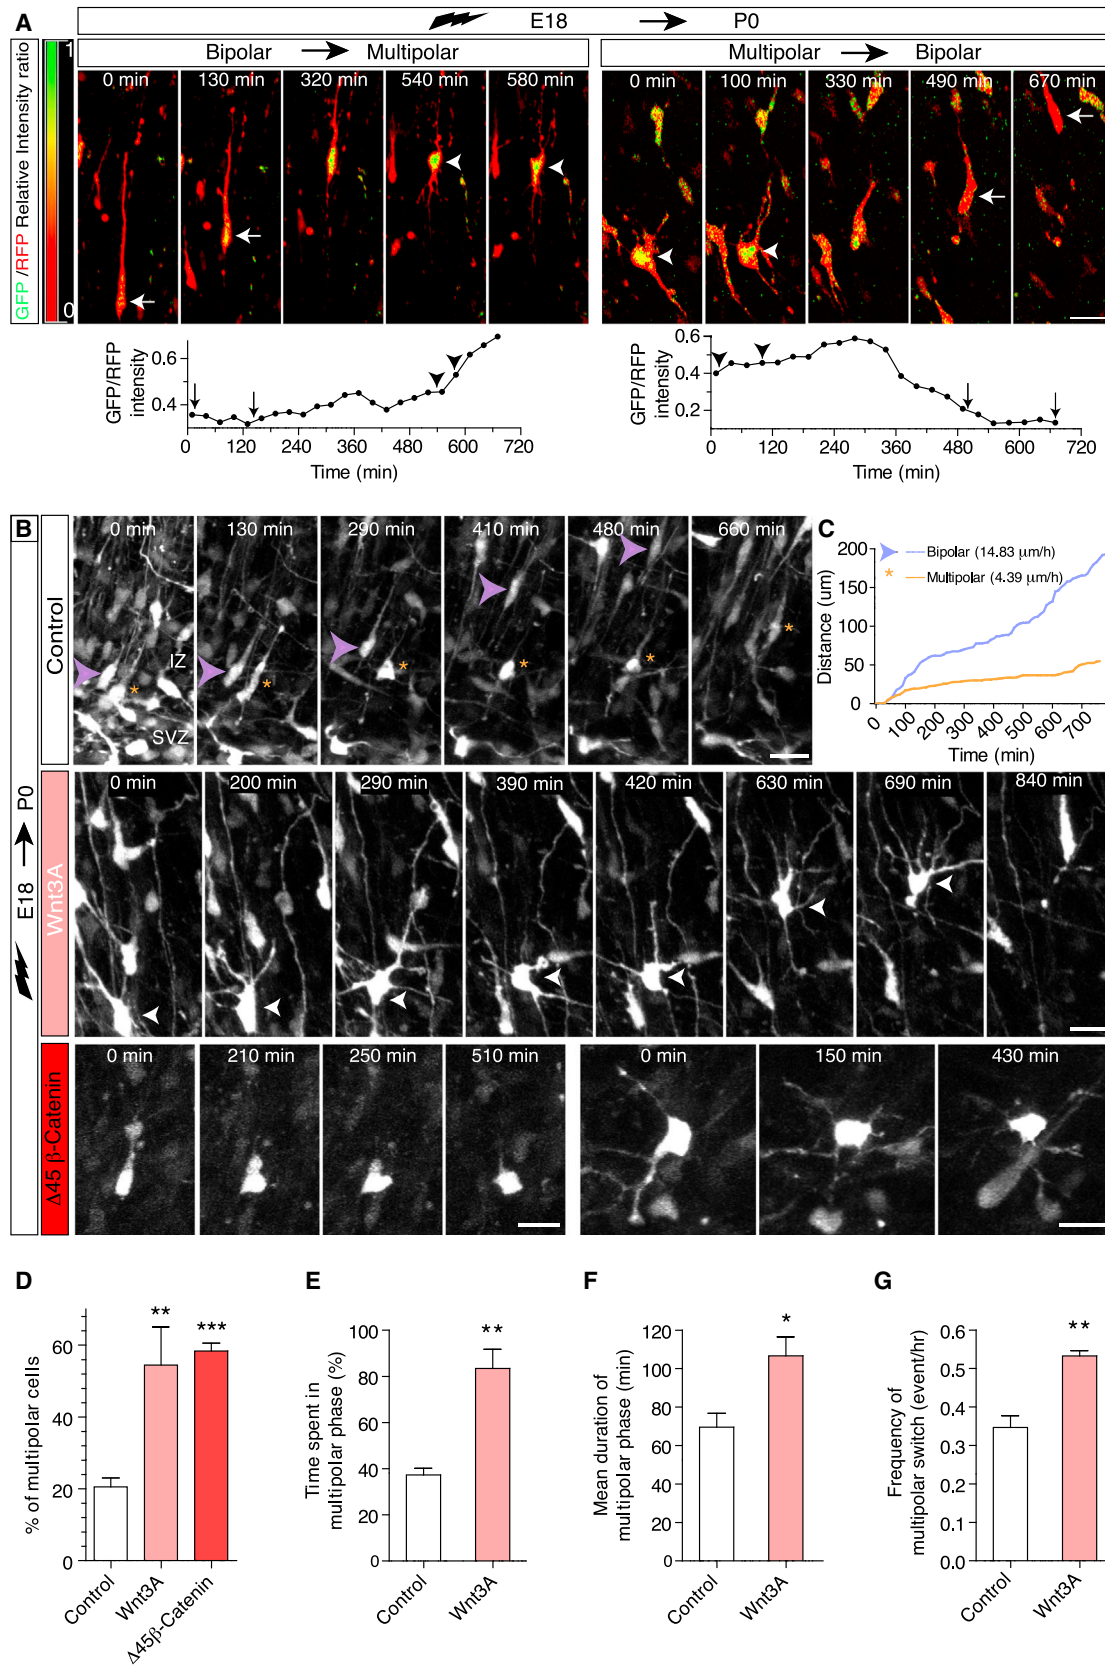 A
E18 P0
GFP /RFP Relative Intensity ratio
1
0
Bipolar Multipolar
0 min 130 min 320 min 540 min 580 min
Multipolar Bipolar
0 min 100 min 330 min 490 min 670 min
GFP/RFP
intensity
0.6
0.4
0 120 240 360 480 600 720
Time (min)
GFP/RFP
intensity
0.6
0.4
0.2
0 120 240 360 480 600 720
Time (min)
B
E18 P0
Control
0 min 130 min 290 min 410 min 480 min 660 min
IZ
SVZ
C
Distance (um)
200
150
100
50
0
Bipolar (14.83 μm/h)
Multipolar (4.39 μm/h)
0 100 200 300 400 500 600 700
Time (min)
Wnt3A
0 min 200 min 290 min 390 min 420 min 630 min 690 min 840 min
Δ45 β-Catenin
0 min 210 min 250 min 510 min
0 min 150 min 430 min
D
% of multipolar cells
60
40
20
0
** ***
Control Wnt3A Δ45β-Catenin
E
Time spent in
multipolar phase (%)
100
80
60
40
20
0
**
Control Wnt3A
F
Mean duration of
multipolar phase (min)
120
100
80
60
40
20
0
*
Control Wnt3A
G
Frequency of
multipolar switch (event/hr)
0.6
0.5
0.4
0.3
0.2
0.1
0.0
**
Control Wnt3A